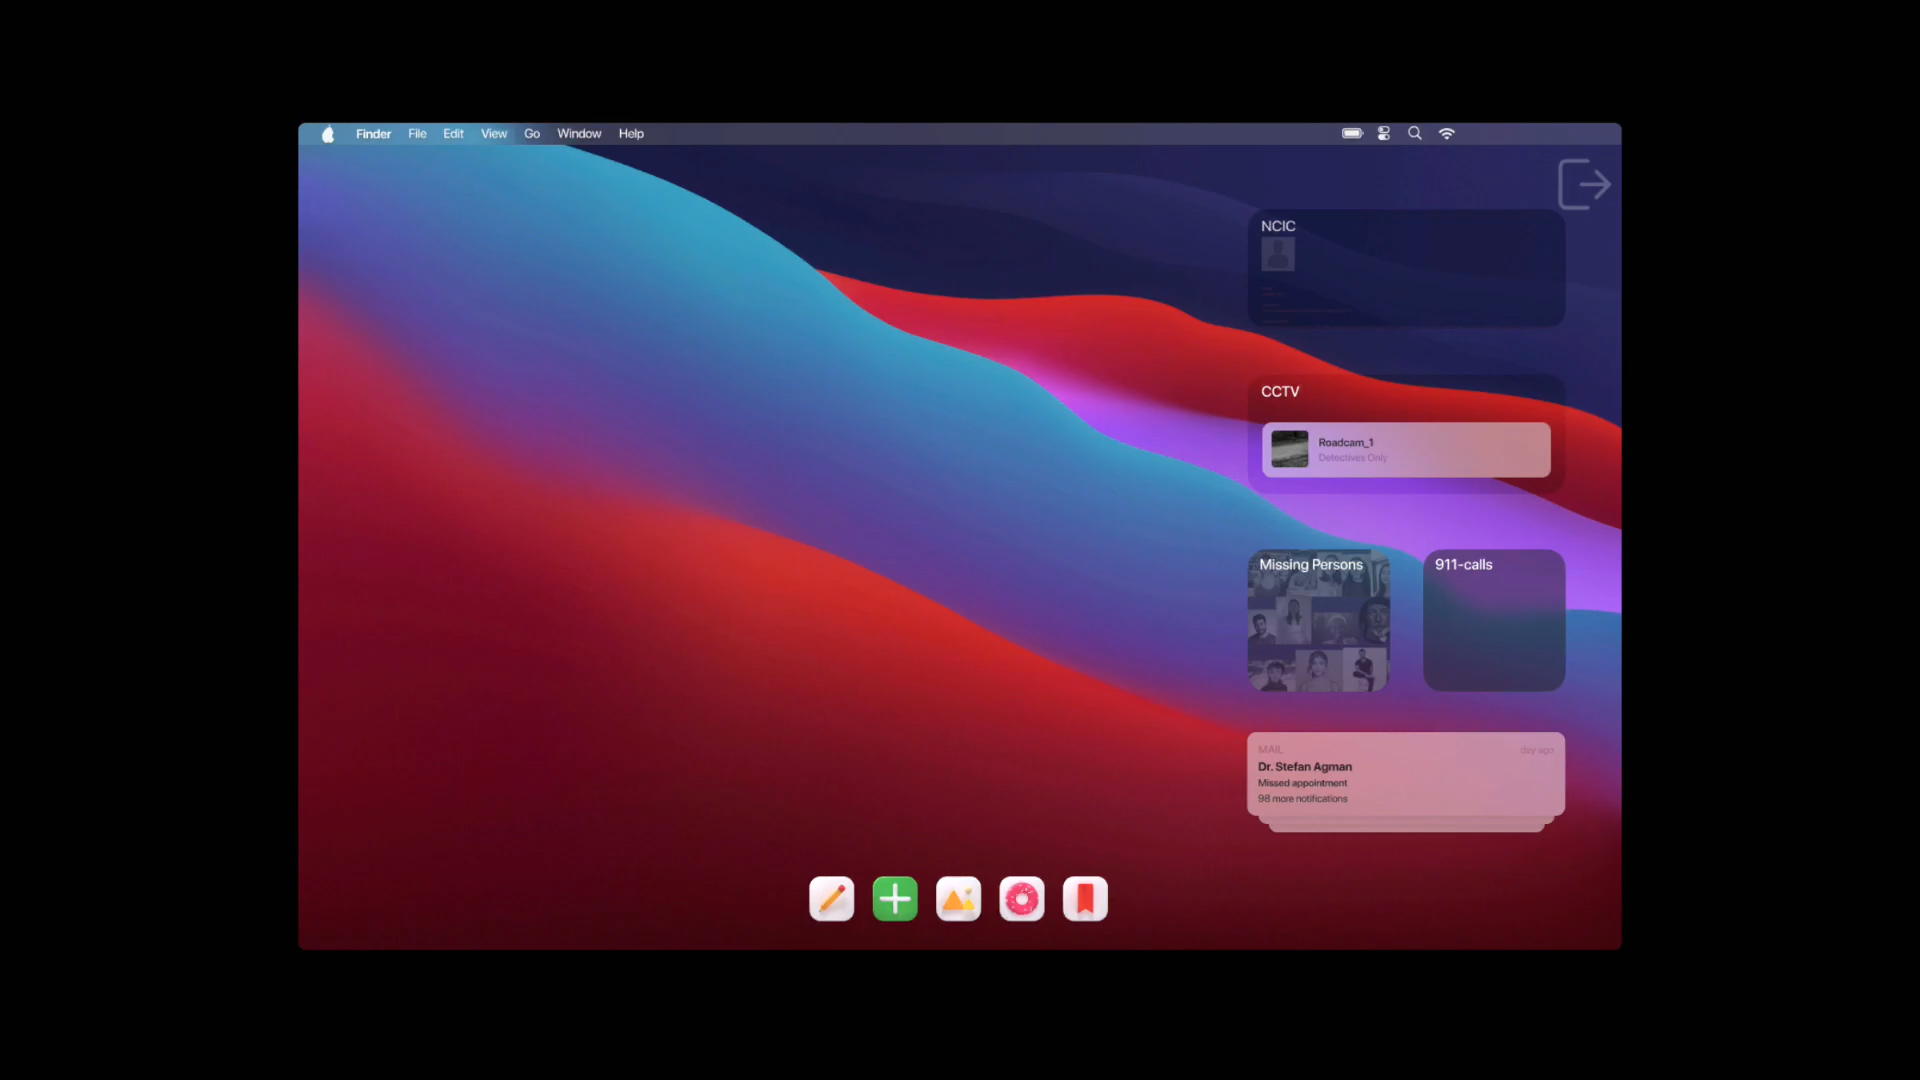 Finder File Edit View Go Window Help
NCIC
CCTV
Roadcam_1
Detectives Only
Missing Persons
911-calls
MAIL day ago
Dr. Stefan Agman
Missed appointment
98 more notifications